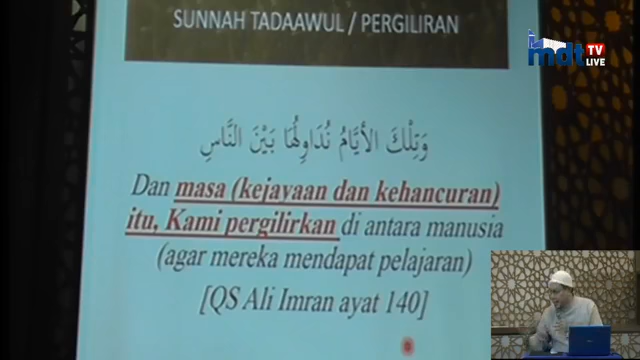 SUNNAH TADAAWUL / PERGILIRAN
mdt TV
LIVE
وَتِلْكَ الْأَيَّامُ نُدَاوِلُهَا بَيْنَ النَّاسِ
Dan masa (kejayaan dan kehancuran)
itu, Kami pergilirkan di antara manusia
(agar mereka mendapat pelajaran)
[QS Ali Imran ayat 140]